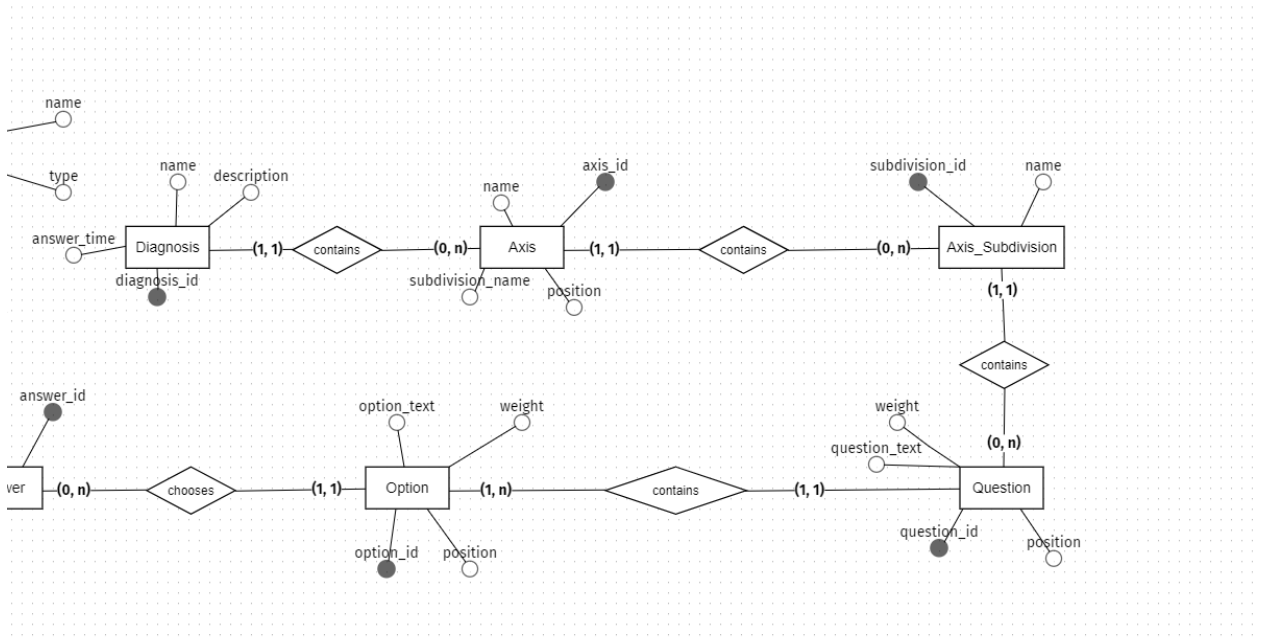 name
type
name
description
answer_time
Diagnosis
diagnosis_id
(1, 1)
contains
(0, n)
name
axis_id
Axis
subdivision_name
position
(1, 1)
contains
(0, n)
subdivision_id
name
Axis_Subdivision
(1, 1)
contains
(0, n)
weight
question_text
Question
question_id
position
(1, 1)
contains
(1, n)
option_text
weight
Option
option_id
position
(1, 1)
chooses
(0, n)
answer_id
wer